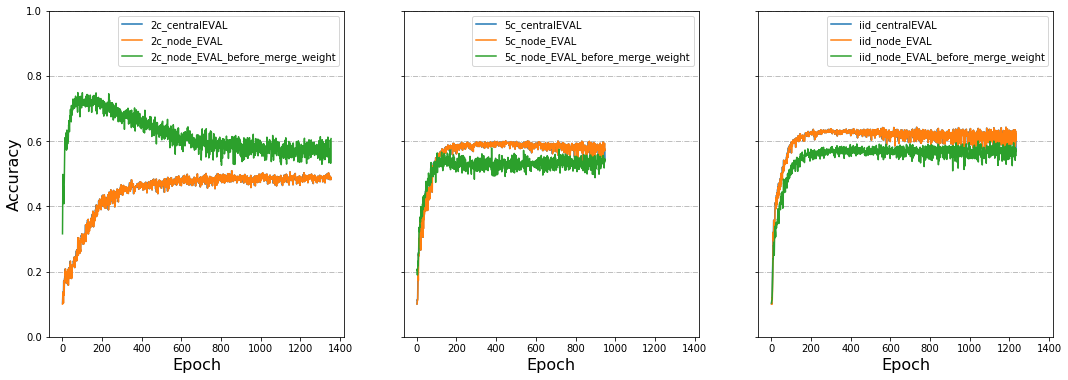 1.0
0.8
0.6
0.4
0.2
0.0
Accuracy
2c_centralEVAL
2c_node_EVAL
2c_node_EVAL_before_merge_weight
0 200 400 600 800 1000 1200 1400
Epoch
5c_centralEVAL
5c_node_EVAL
5c_node_EVAL_before_merge_weight
0 200 400 600 800 1000 1200 1400
Epoch
iid_centralEVAL
iid_node_EVAL
iid_node_EVAL_before_merge_weight
0 200 400 600 800 1000 1200 1400
Epoch